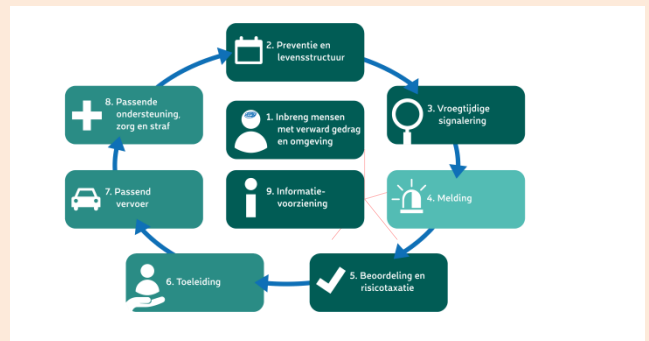 2. Preventie en
levensstructuur
8. Passende
ondersteuning,
zorg en straf
1. Inbreng mensen
met verward gedrag
en omgeving
3. Vroegtijdige
signalering
7. Passend
vervoer
9. Informatie-
voorziening
4. Melding
6. Toeleiding
5. Beoordeling en
risicotaxatie